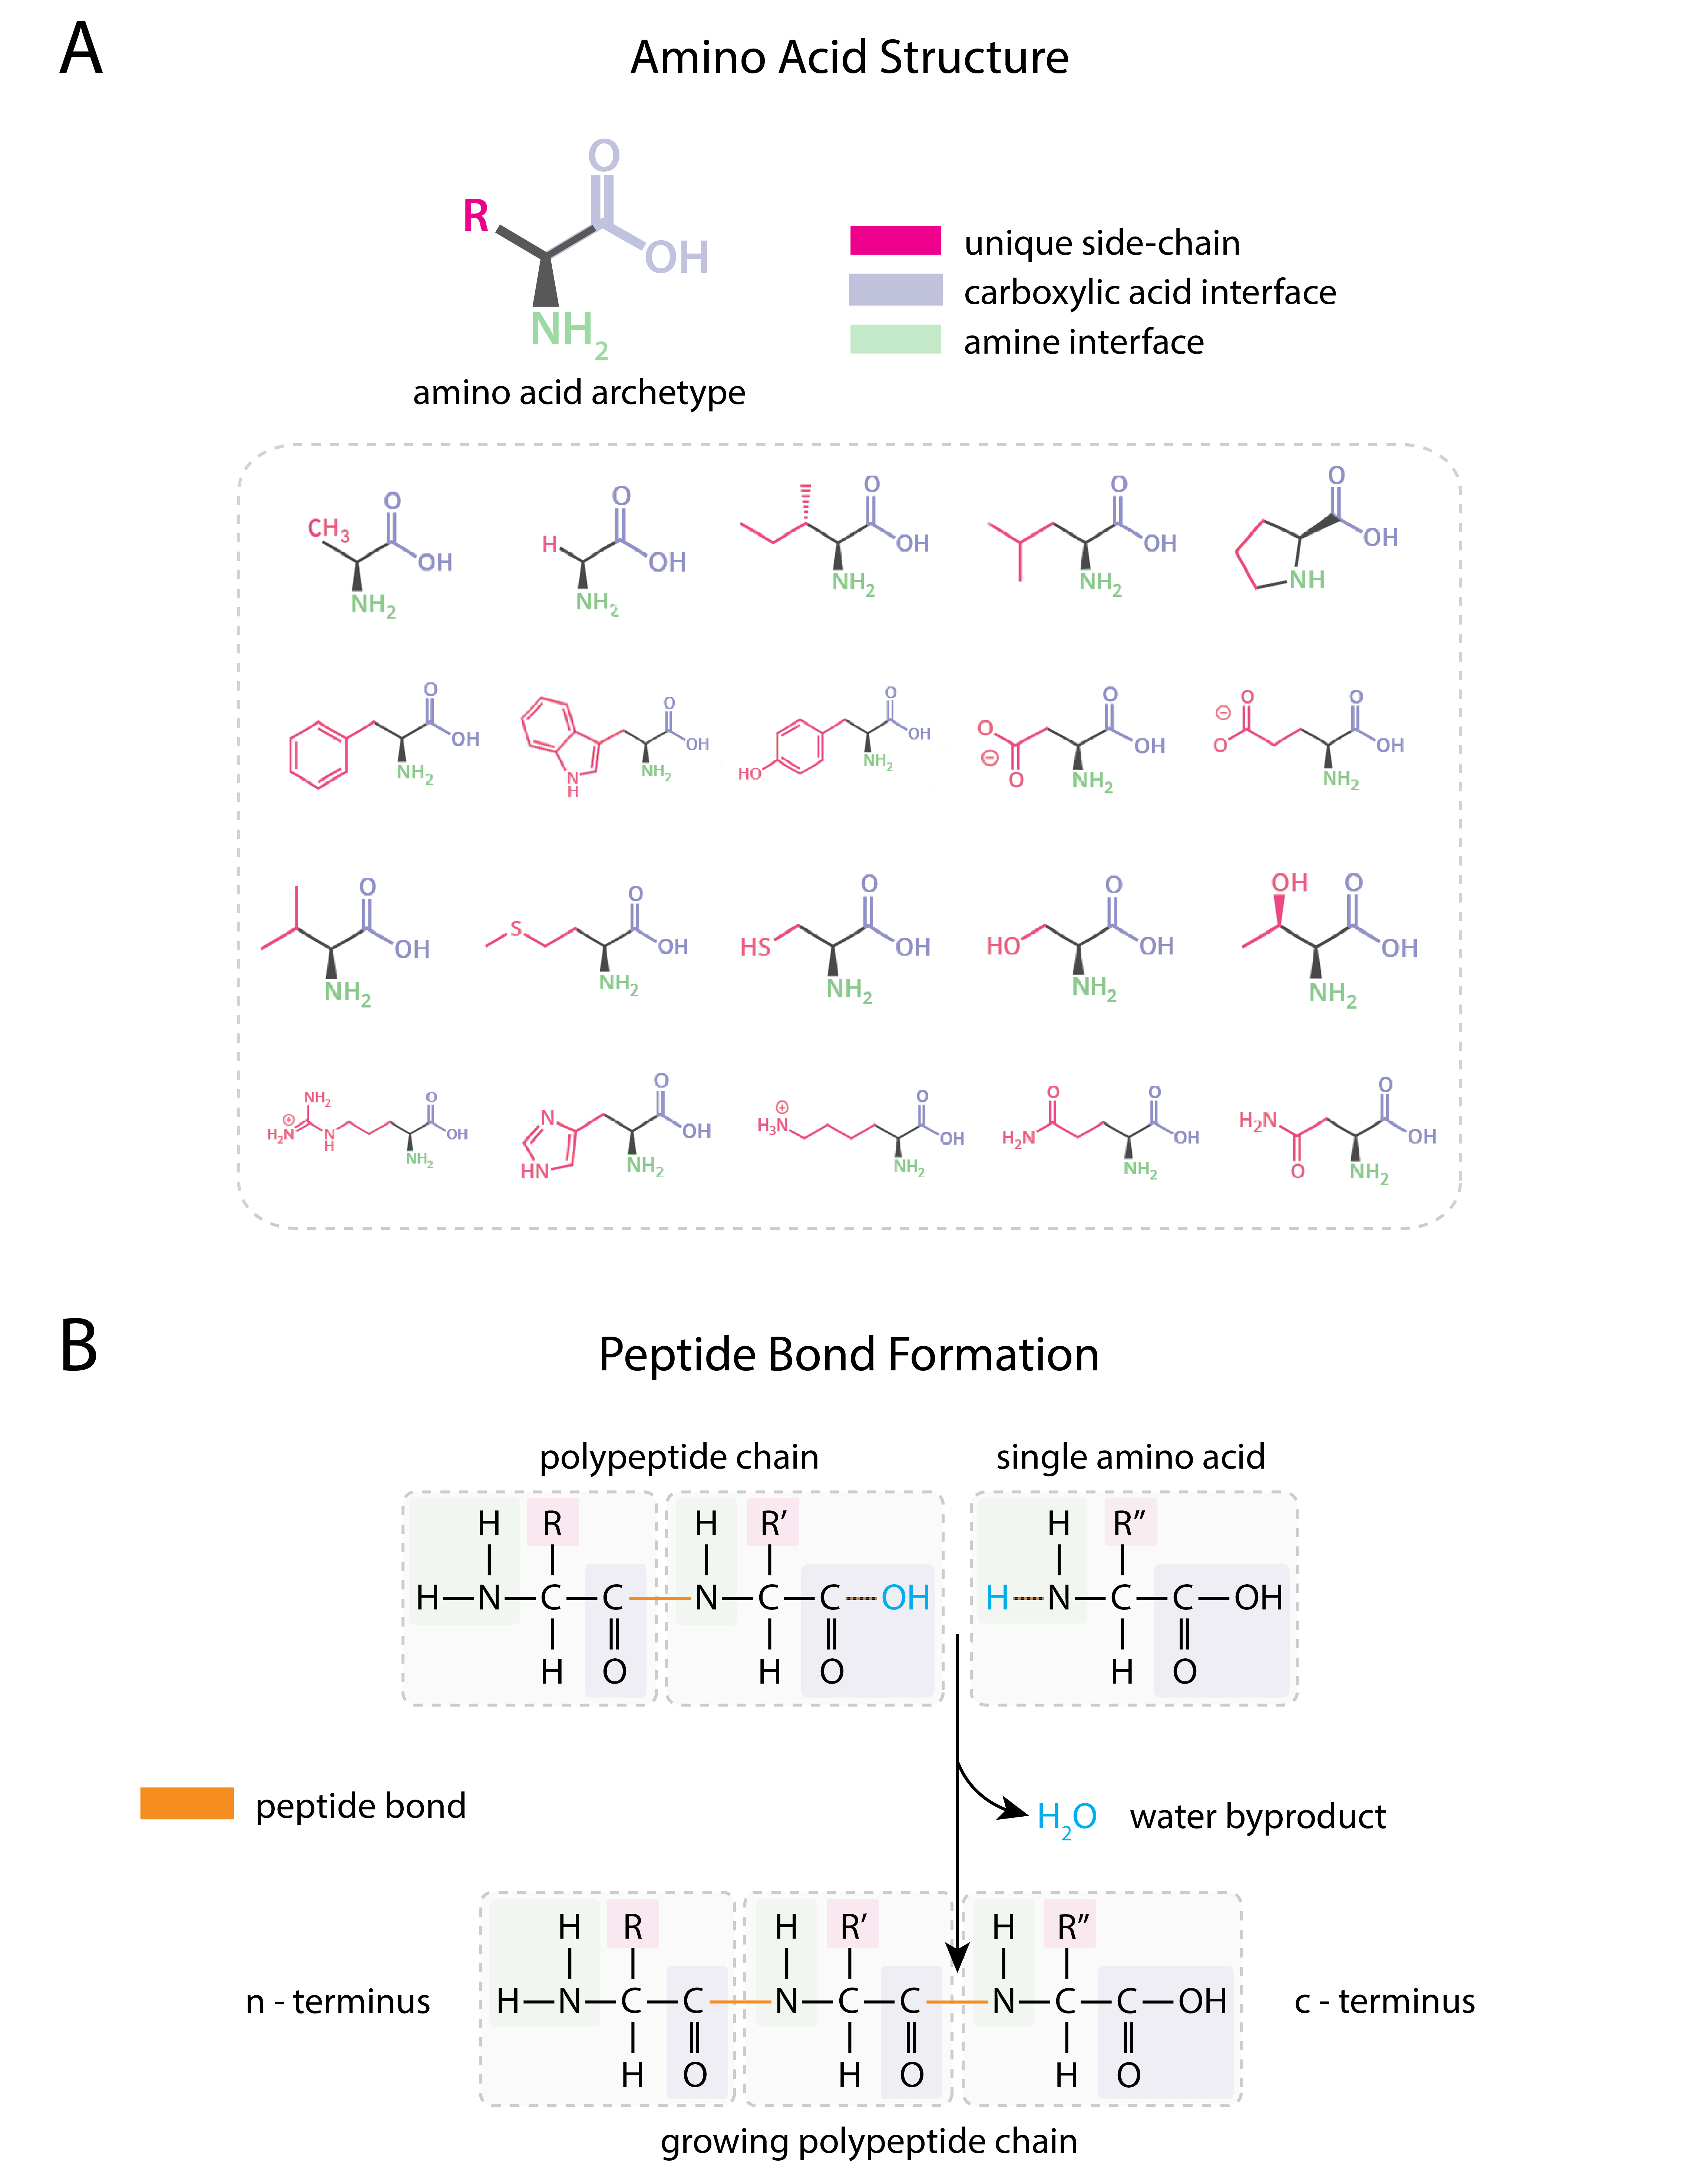 A
Amino Acid Structure
O
R
OH
NH2
unique side-chain
carboxylic acid interface
amine interface
amino acid archetype
CH3 O OH NH2
H O OH NH2
O OH NH2
O OH NH2
O OH NH
O OH NH2
O OH NH2 N H
O OH NH2 HO
O O OH NH2 ⊖ O
⊖ O O O OH NH2
O OH NH2
S O OH NH2
HS O OH NH2
HO O OH NH2
OH O OH NH2
NH2 ⊕ H2N N H O OH NH2
N HN O OH NH2
⊕ H3N O OH NH2
O H2N O OH NH2
H2N O O OH NH2
B
Peptide Bond Formation
polypeptide chain single amino acid
H R H R′ H R″
H N C C N C C OH H N C C OH
H O H O H O
peptide bond
H2O water byproduct
H R H R′ H R″
n - terminus H N C C N C C N C C OH c - terminus
H O H O H O
growing polypeptide chain